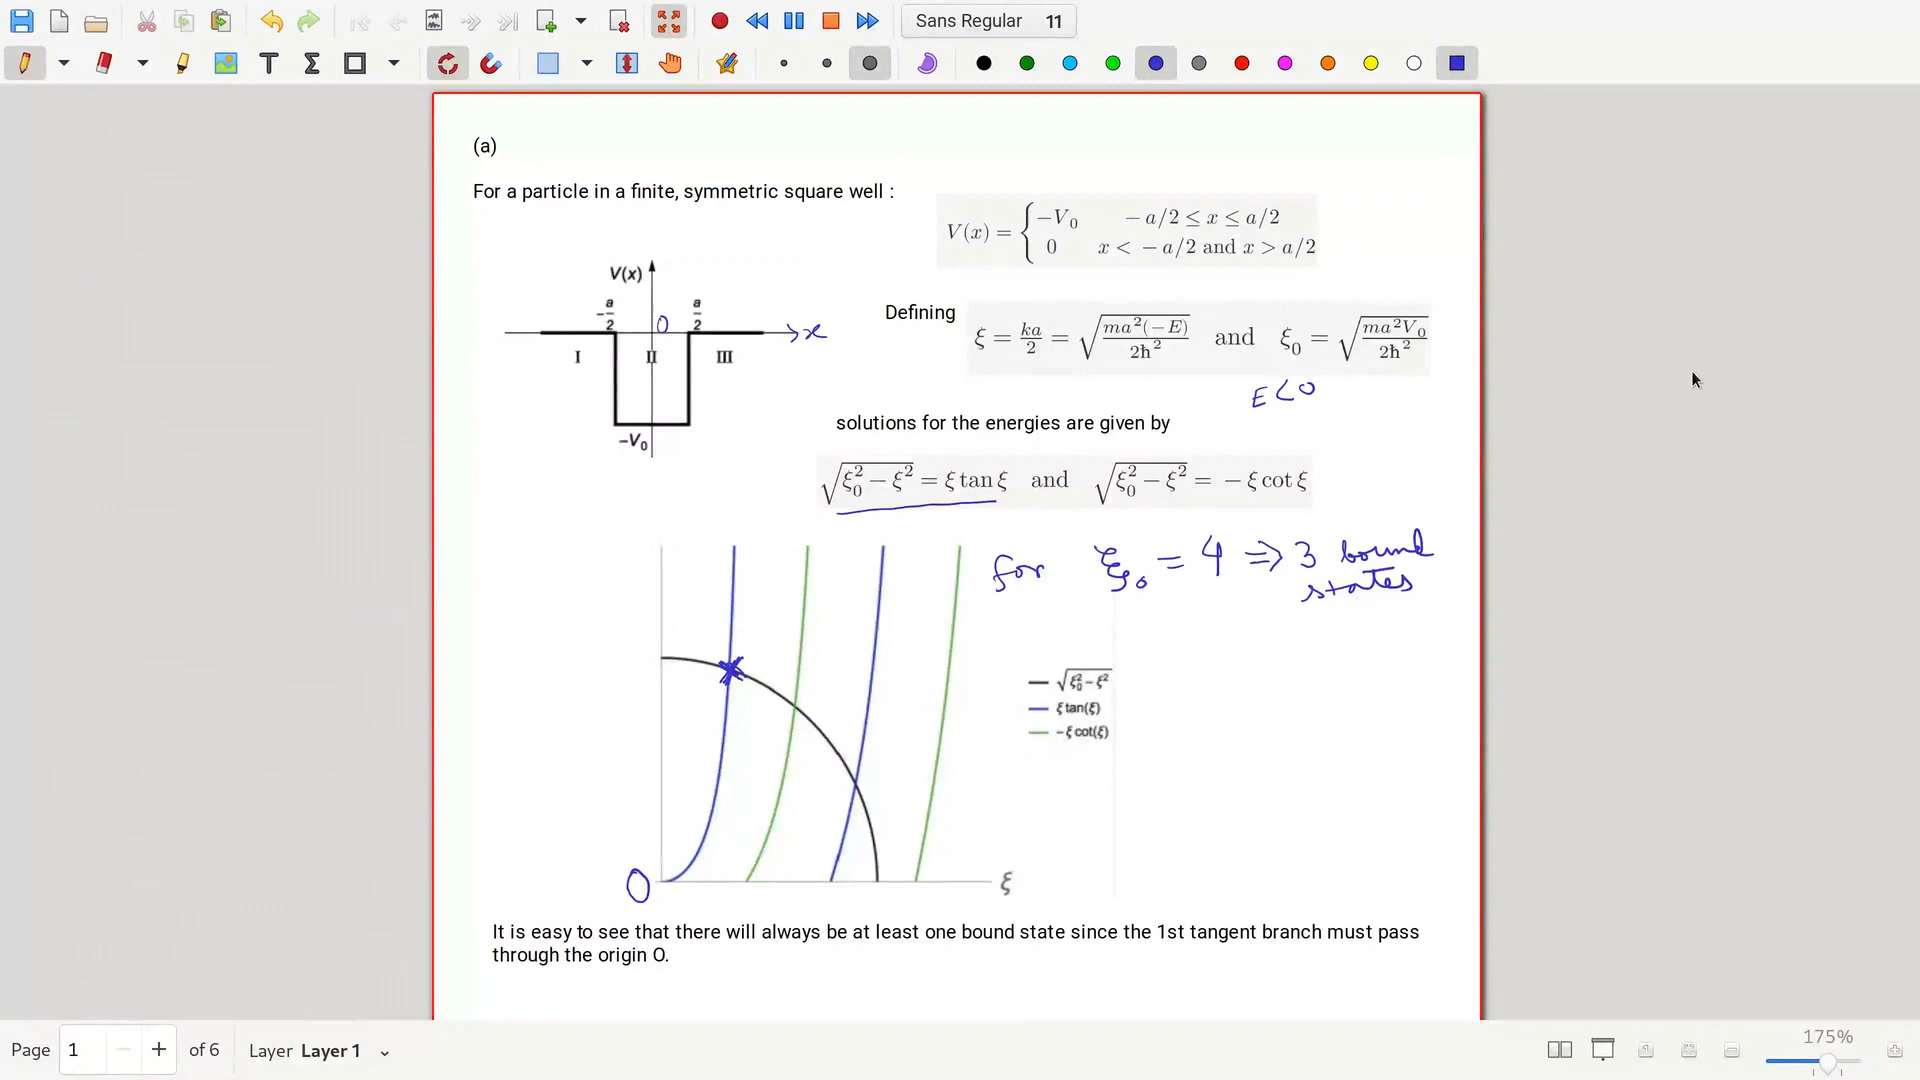 Sans Regular 11
(a)
For a particle in a finite, symmetric square well :
V(x) = { −V₀ − a/2 ≤ x ≤ a/2
0 x < − a/2 and x > a/2
V(x)
−a/2 0 a/2
x
I II III
−V₀
Defining ξ = ka/2 = √(ma²(−E)/2ħ²) and ξ₀ = √(ma²V₀/2ħ²)
E < 0
solutions for the energies are given by
√(ξ₀² − ξ²) = ξ tan ξ and √(ξ₀² − ξ²) = − ξ cot ξ
for ξ₀ = 4 ⇒ 3 bound
states
√(ξ₀² − ξ²)
ξ tan(ξ)
−ξ cot(ξ)
O ξ
It is easy to see that there will always be at least one bound state since the 1st tangent branch must pass
through the origin O.
Page 1 of 6 Layer Layer 1 175%